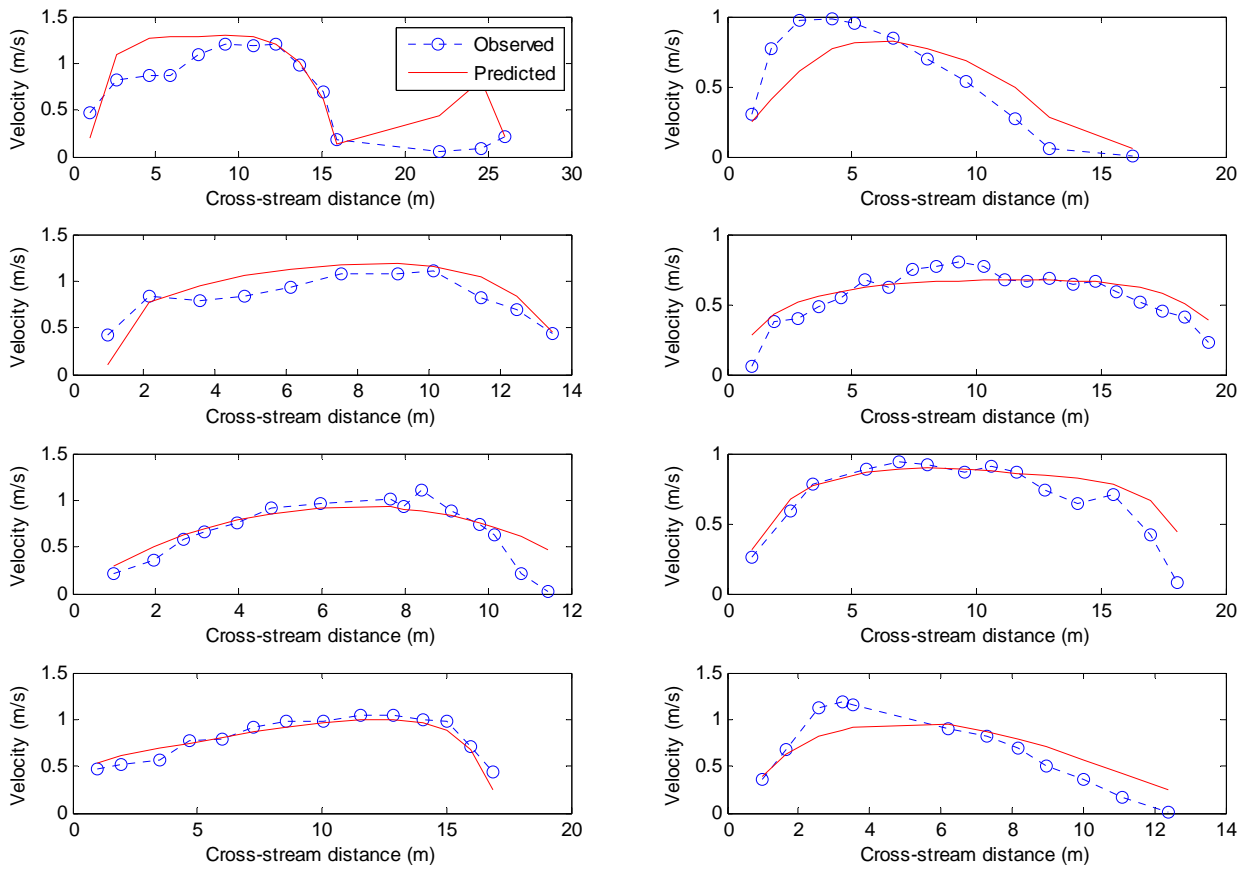 1.5
1
0.5
0
Velocity (m/s)
Observed
Predicted
0 5 10 15 20 25 30
Cross-stream distance (m)
1
0.5
0
Velocity (m/s)
0 5 10 15 20
Cross-stream distance (m)
1.5
1
0.5
0
Velocity (m/s)
0 2 4 6 8 10 12 14
Cross-stream distance (m)
1
0.5
0
Velocity (m/s)
0 5 10 15 20
Cross-stream distance (m)
1.5
1
0.5
0
Velocity (m/s)
0 2 4 6 8 10 12
Cross-stream distance (m)
1
0.5
0
Velocity (m/s)
0 5 10 15 20
Cross-stream distance (m)
1.5
1
0.5
0
Velocity (m/s)
0 5 10 15 20
Cross-stream distance (m)
1.5
1
0.5
0
Velocity (m/s)
0 2 4 6 8 10 12 14
Cross-stream distance (m)